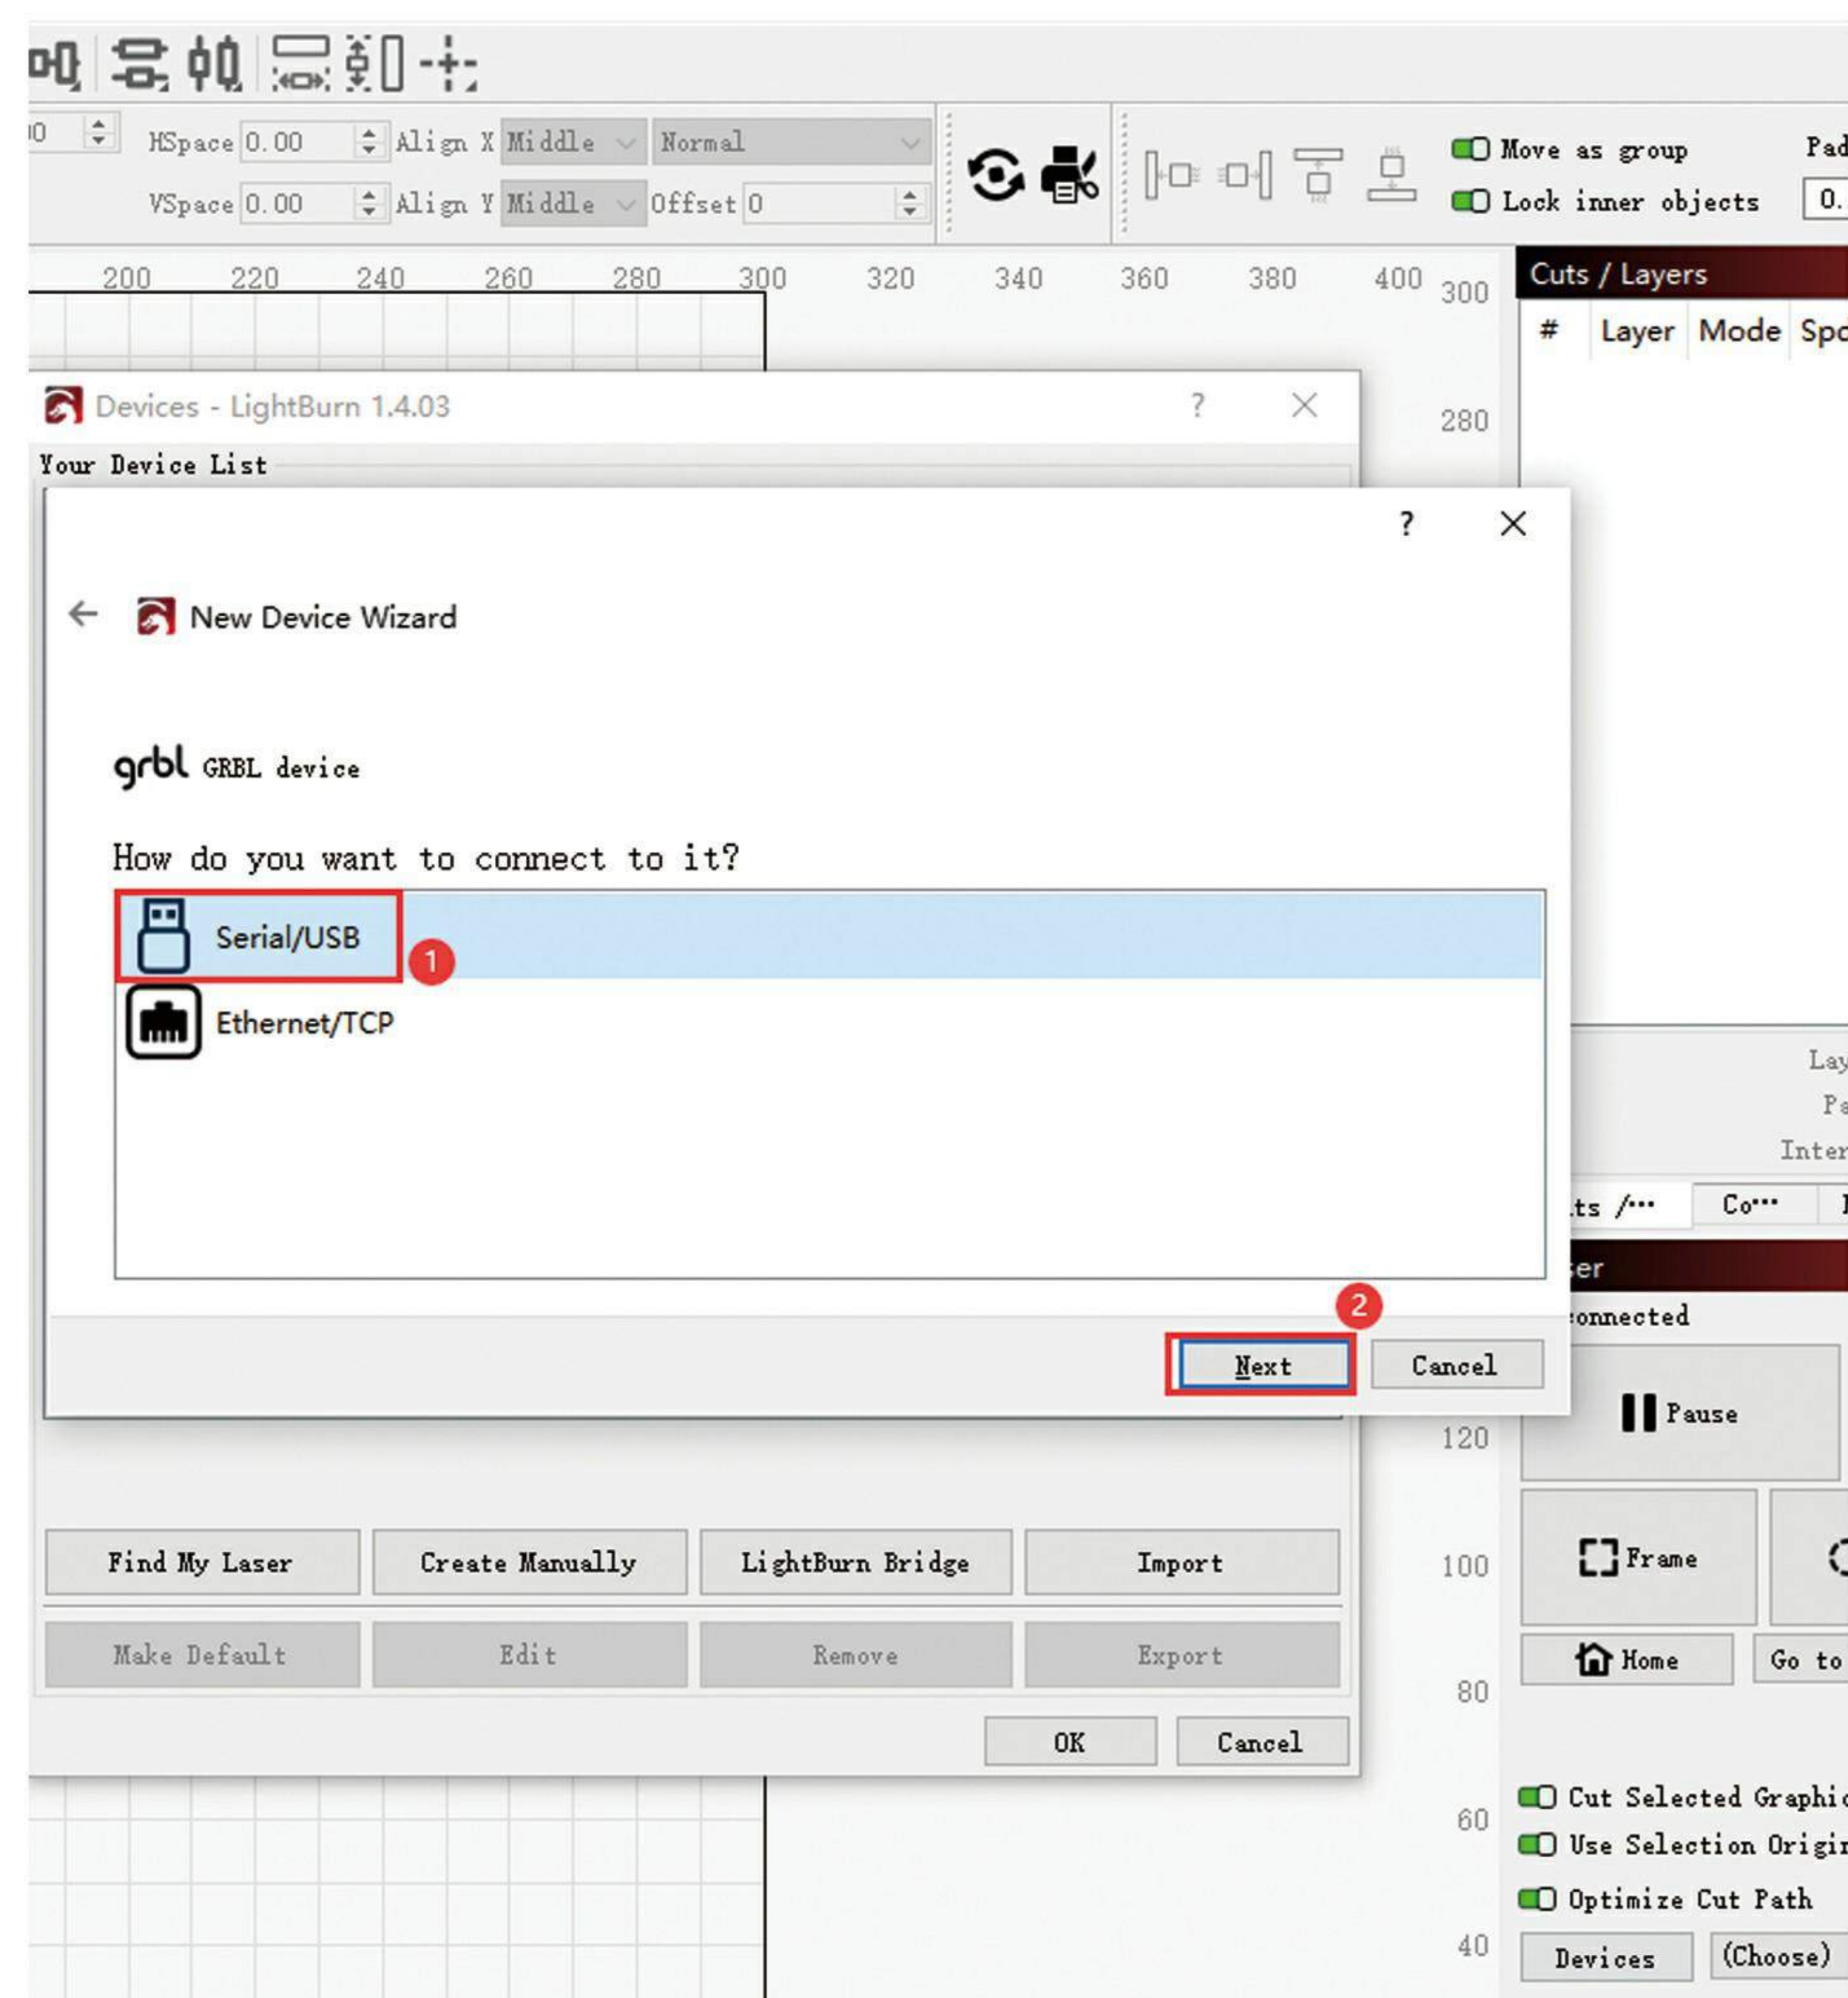 HSpace 0.00 Align X Middle Normal
VSpace 0.00 Align Y Middle Offset 0
Move as group
Lock inner objects
0.
200 220 240 260 280 300 320 340 360 380 400
300
Cuts / Layers
# Layer Mode
Devices - LightBurn 1.4.03 ?
280
Your Device List
?
New Device Wizard
grbl GRBL device
How do you want to connect to it?
Serial/USB
1
Ethernet/TCP
2
Next Cancel
Co···
Pause
120
Find My Laser Create Manually LightBurn Bridge Import
100
Frame
Make Default Edit Remove Export
Home Go to
80
OK Cancel
Cut Selected
60
Use Selection
Optimize Cut Path
40
Devices (Choose)